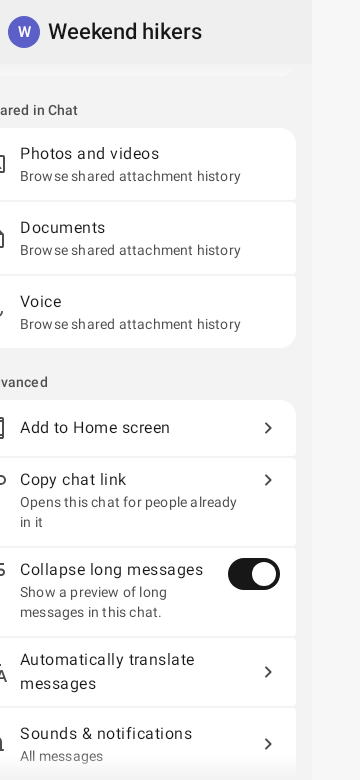 W Weekend hikers
ared in Chat
Photos and videos
Browse shared attachment history
Documents
Browse shared attachment history
Voice
Browse shared attachment history
vanced
Add to Home screen
Copy chat link
Opens this chat for people already
in it
Collapse long messages
Show a preview of long
messages in this chat.
Automatically translate
messages
Sounds & notifications
All messages